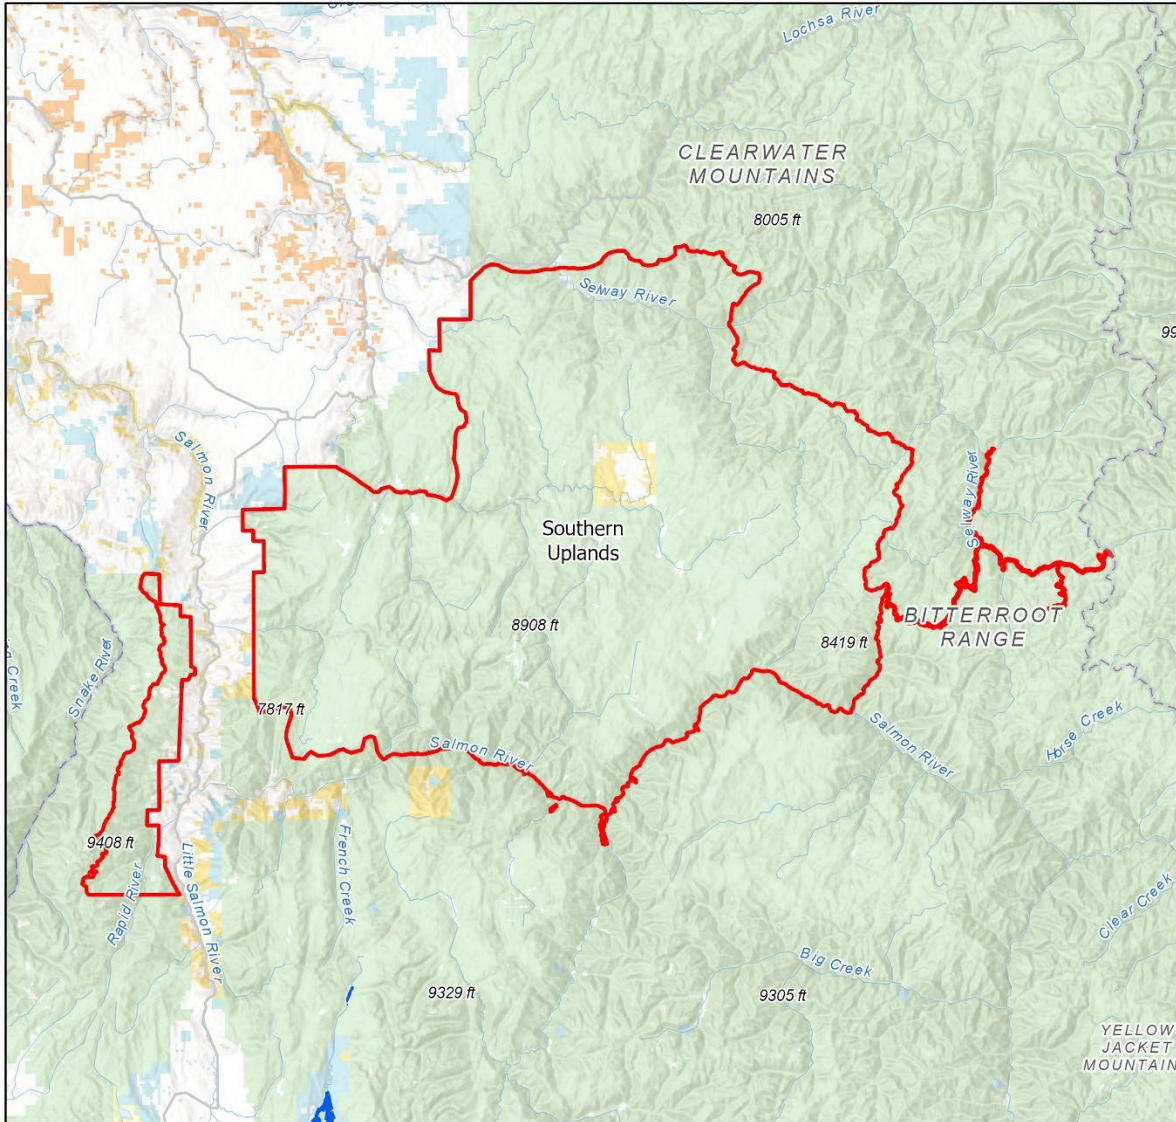 Lochsa River
CLEARWATER
MOUNTAINS
8005 ft
Selway River
99
Salmon River
Selway River
Southern
Uplands
8908 ft
8419 ft
BITTERROOT
RANGE
Snake River
Creek
7817 ft
Salmon River
Salmon River
Horse Creek
9408 ft
Rapid River
Little Salmon River
French Creek
Clear Creek
Big Creek
9329 ft
9305 ft
YELLOW
JACKET
MOUNTAIN